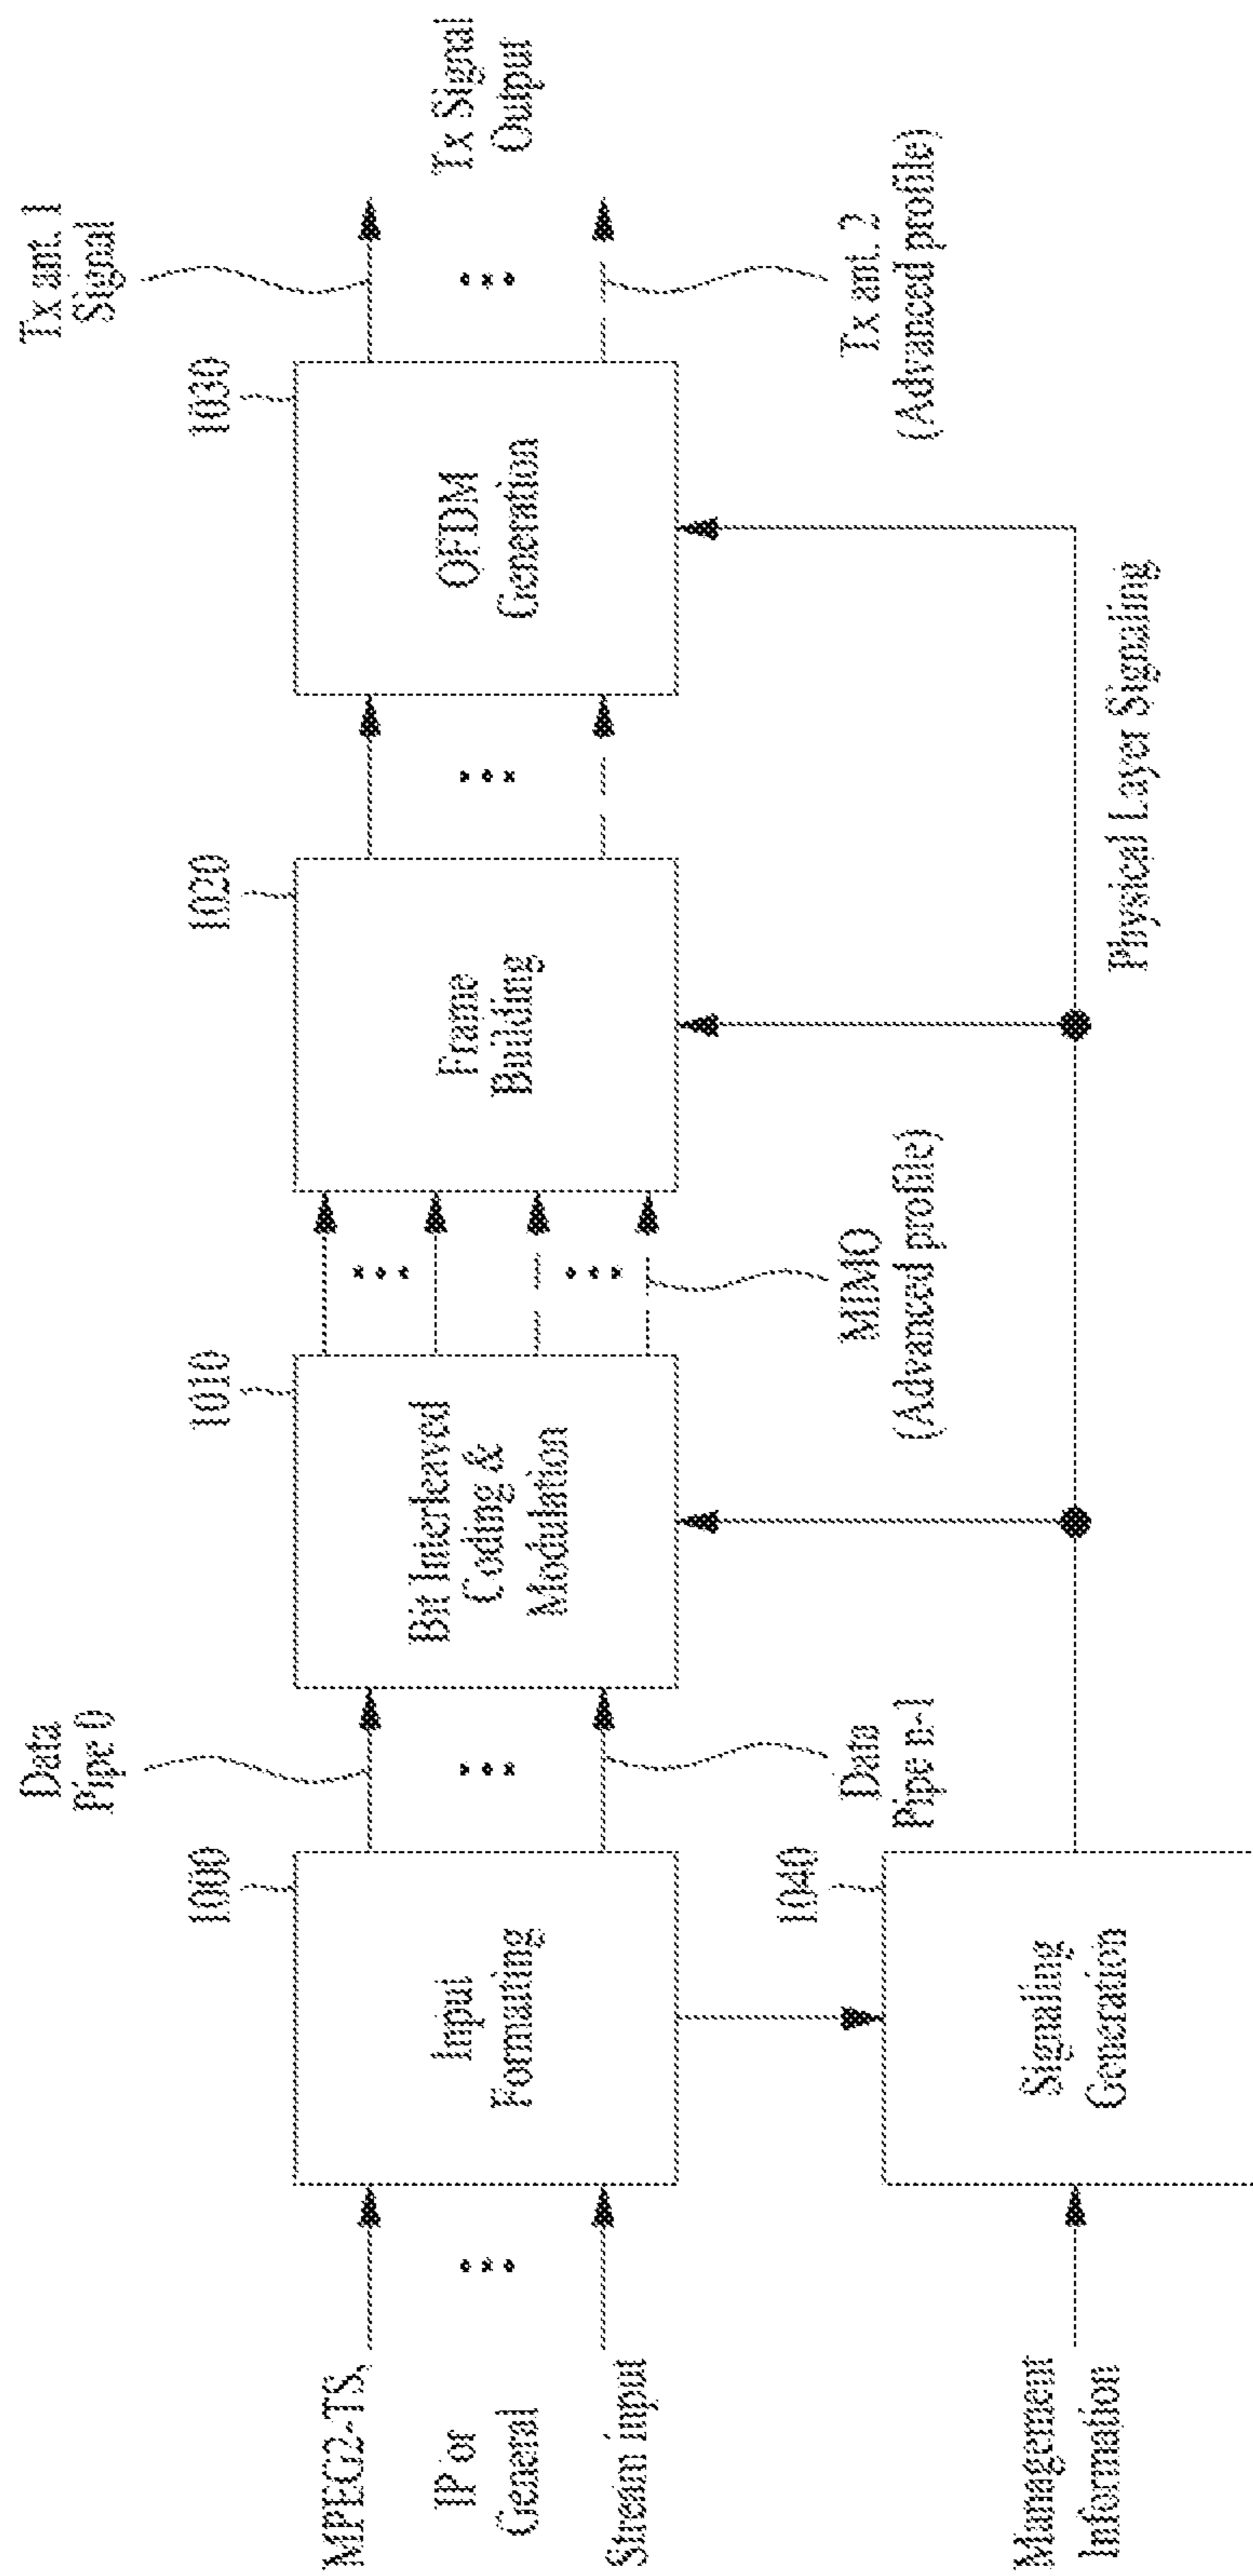 MPEG2-TS,
IP or
General
Stream input
Management
Information
1000
Input
Formatting
1040
Signaling
Generation
Data
Pipe 0
Data
Pipe n-1
1010
Bit Interleaved
Coding &
Modulation
MIMO
(Advanced profile)
1020
Frame
Building
Physical Layer Signaling
1030
OFDM
Generation
Tx ant. 1
Signal
Tx ant. 2
(Advanced profile)
Tx Signal
Output